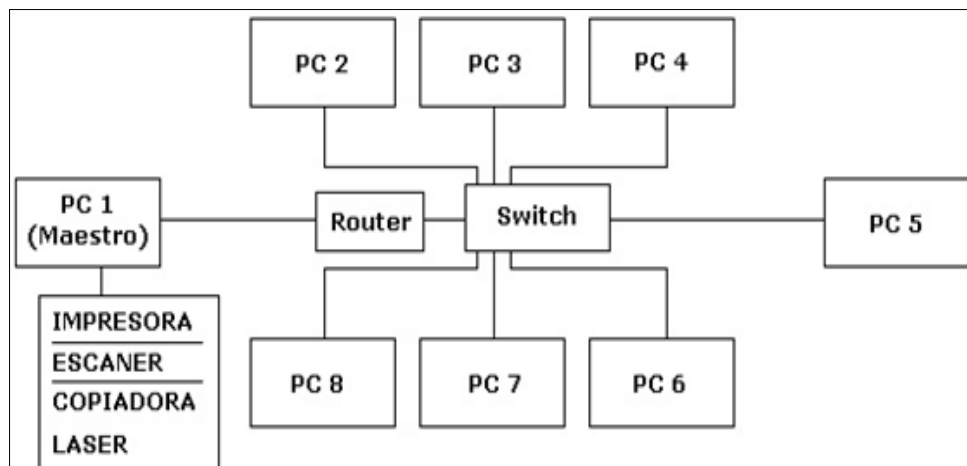 PC 2
PC 3
PC 4
PC 1
(Maestro)
Router
Switch
PC 5
IMPRESORA
ESCANER
COPIADORA
LASER
PC 8
PC 7
PC 6